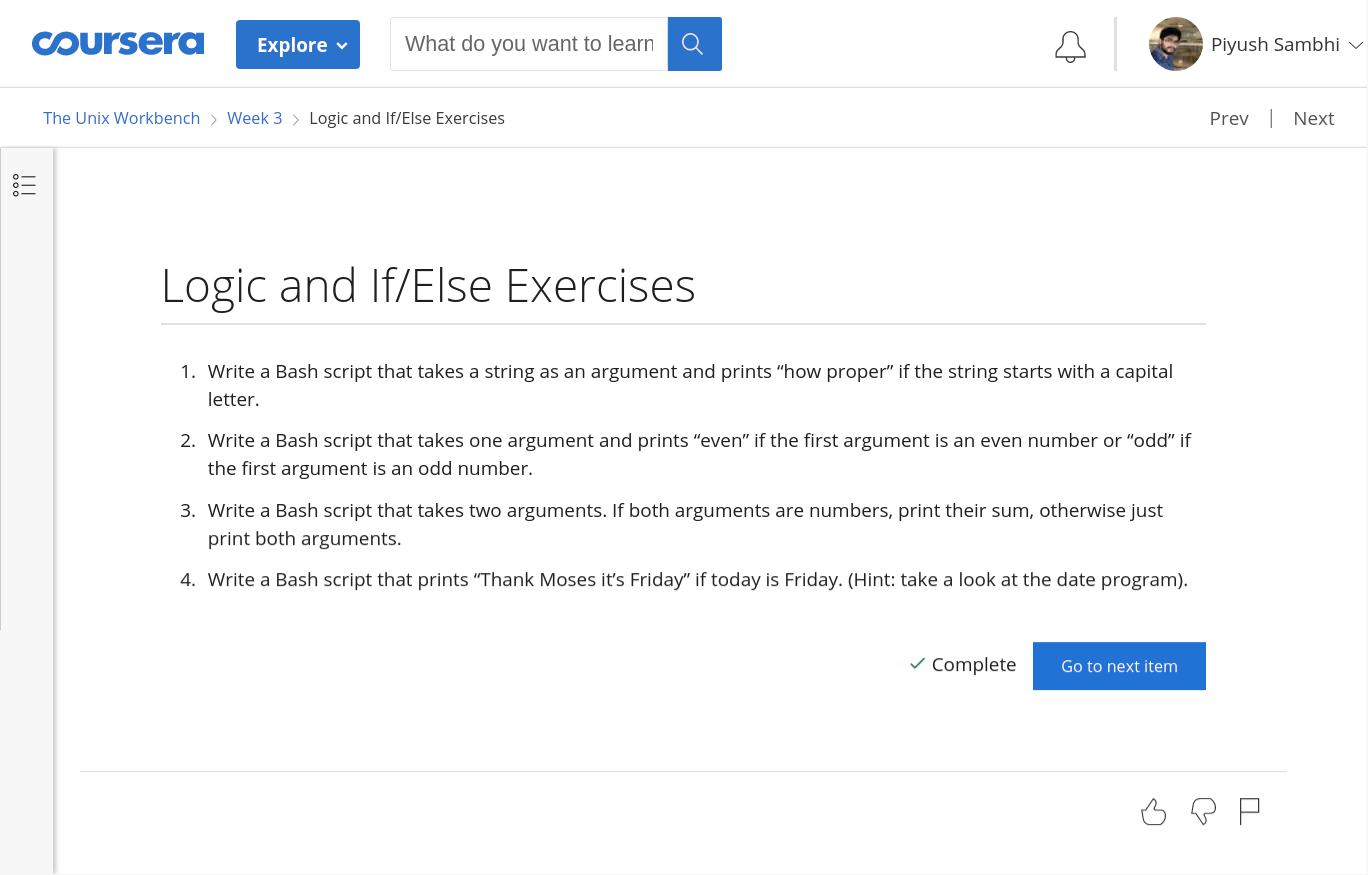 coursera
Explore
What do you want to learn
Piyush Sambhi
The Unix Workbench
Week 3
Logic and If/Else Exercises
Prev | Next
Logic and If/Else Exercises
1. Write a Bash script that takes a string as an argument and prints “how proper” if the string starts with a capital
letter.
2. Write a Bash script that takes one argument and prints “even” if the first argument is an even number or “odd” if
the first argument is an odd number.
3. Write a Bash script that takes two arguments. If both arguments are numbers, print their sum, otherwise just
print both arguments.
4. Write a Bash script that prints “Thank Moses it’s Friday” if today is Friday. (Hint: take a look at the date program).
Complete
Go to next item